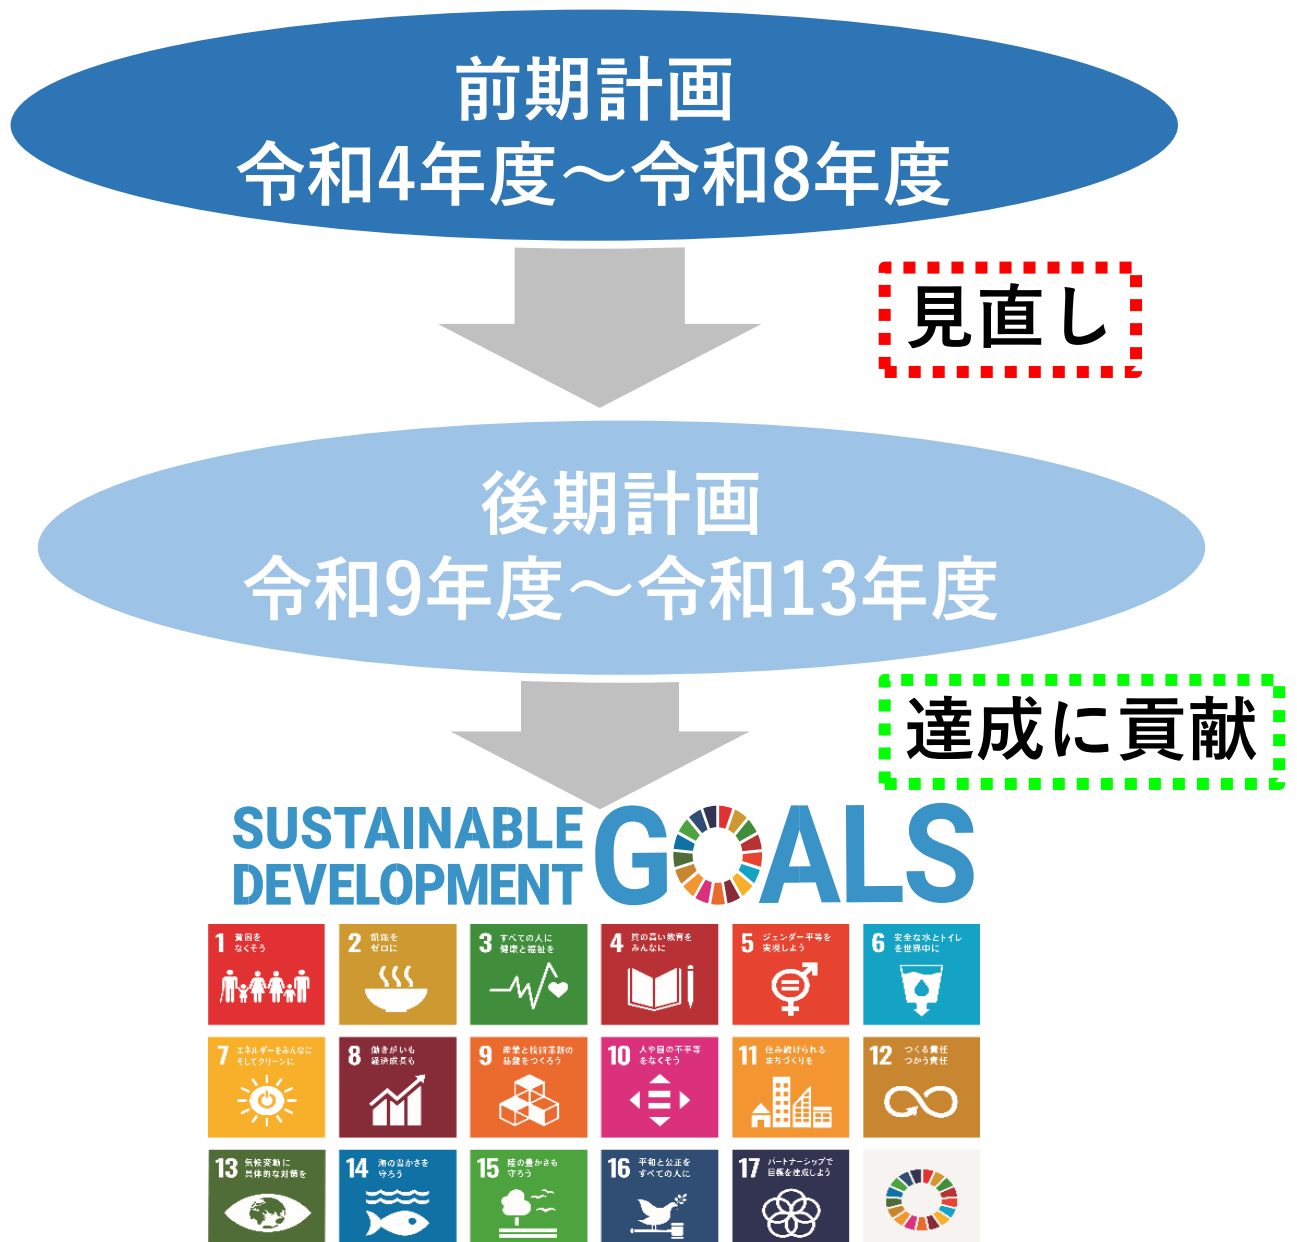 前期計画
令和4年度～令和8年度
見直し
後期計画
令和9年度～令和13年度
達成に貢献
SUSTAINABLE
DEVELOPMENT
GOALS
1 貧困を
なくそう
2 飢餓を
ゼロに
3 すべての人に
健康と福祉を
4 質の高い教育を
みんなに
5 ジェンダー平等を
実現しよう
6 安全な水とトイレ
を世界中に
7 エネルギーをみんなに
そしてクリーンに
8 働きがいも
経済成長も
9 産業と技術革新の
基盤をつくろう
10 人や国の不平等
をなくそう
11 住み続けられる
まちづくりを
12 つくる責任
つかう責任
13 気候変動に
具体的な対策を
14 海の豊かさを
守ろう
15 陸の豊かさも
守ろう
16 平和と公正を
すべての人に
17 パートナーシップで
目標を達成しよう